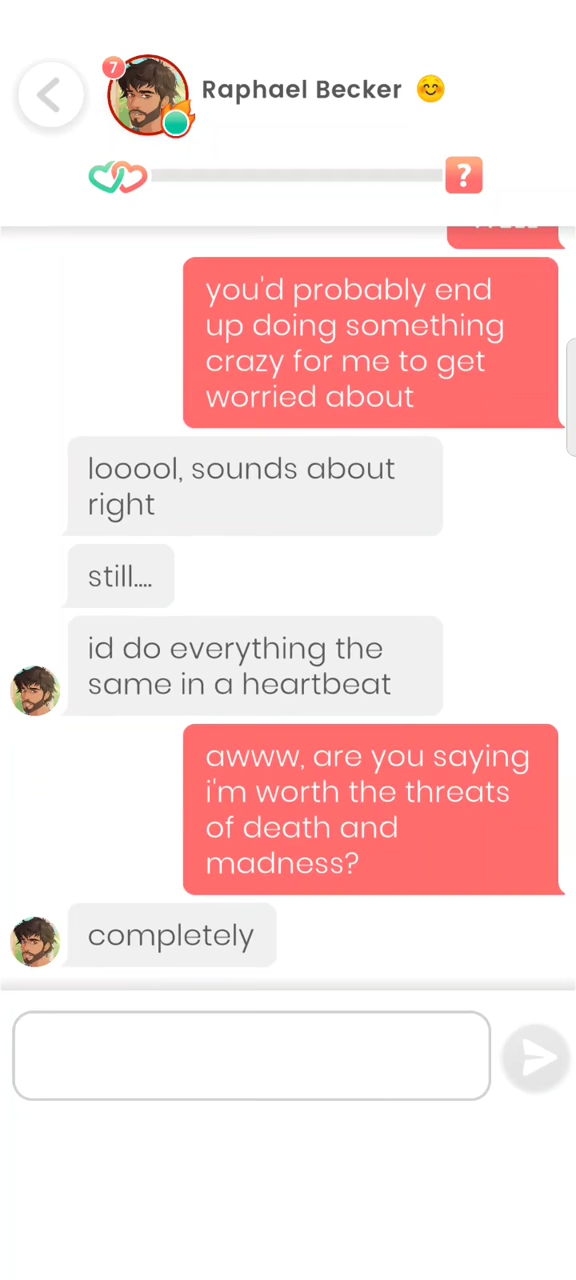 7
Raphael Becker
?
you'd probably end
up doing something
crazy for me to get
worried about
looool, sounds about
right
still....
id do everything the
same in a heartbeat
awww, are you saying
i'm worth the threats
of death and
madness?
completely